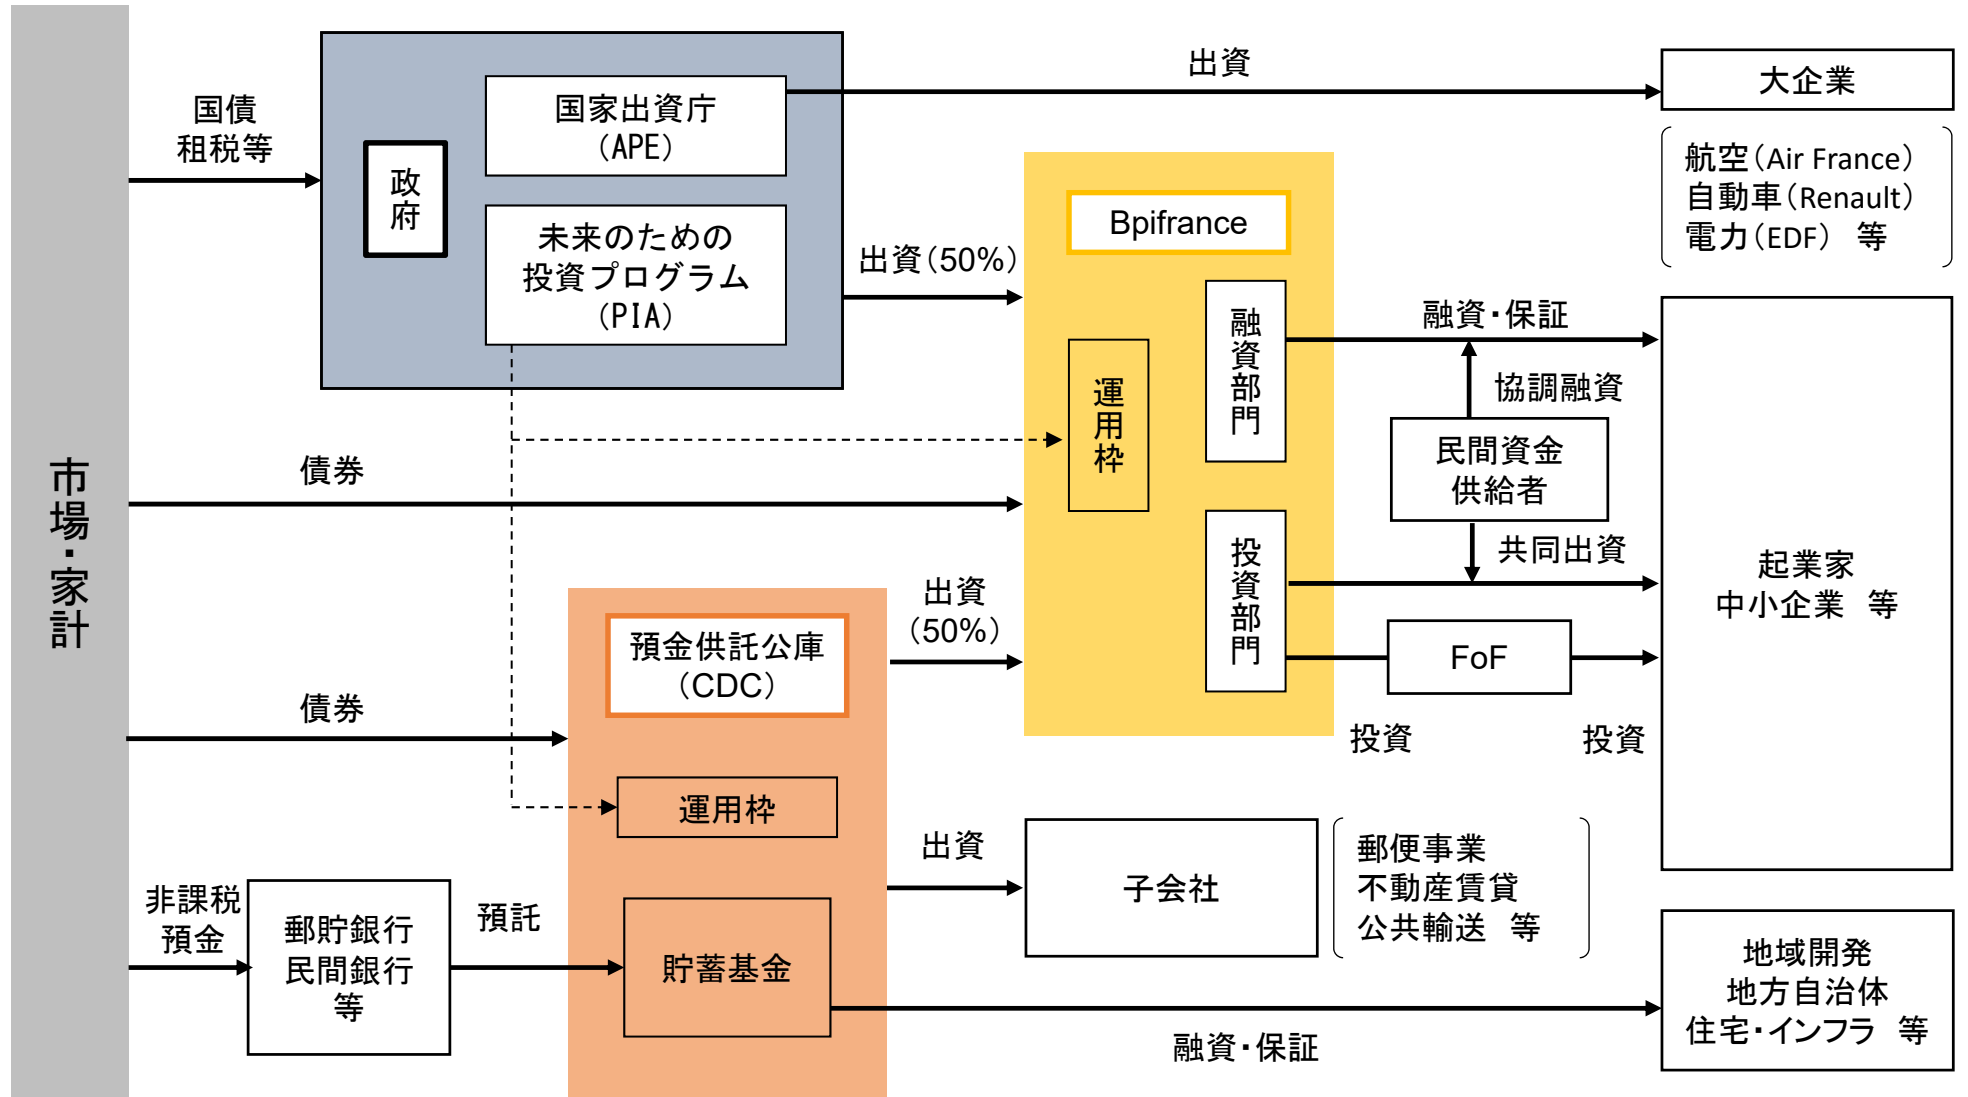 市場・家計
国債
租税等
政府
国家出資庁
（APE）
未来のための
投資プログラム
（PIA）
出資
大企業
航空（Air France）
自動車（Renault）
電力（EDF） 等
出資（50%）
Bpifrance
融資部門
運用枠
投資部門
融資・保証
協調融資
民間資金
供給者
共同出資
FoF
投資
投資
起業家
中小企業 等
債券
出資
（50%）
預金供託公庫
（CDC）
債券
運用枠
出資
子会社
郵便事業
不動産賃貸
公共輸送 等
非課税
預金
郵貯銀行
民間銀行
等
預託
貯蓄基金
融資・保証
地域開発
地方自治体
住宅・インフラ 等